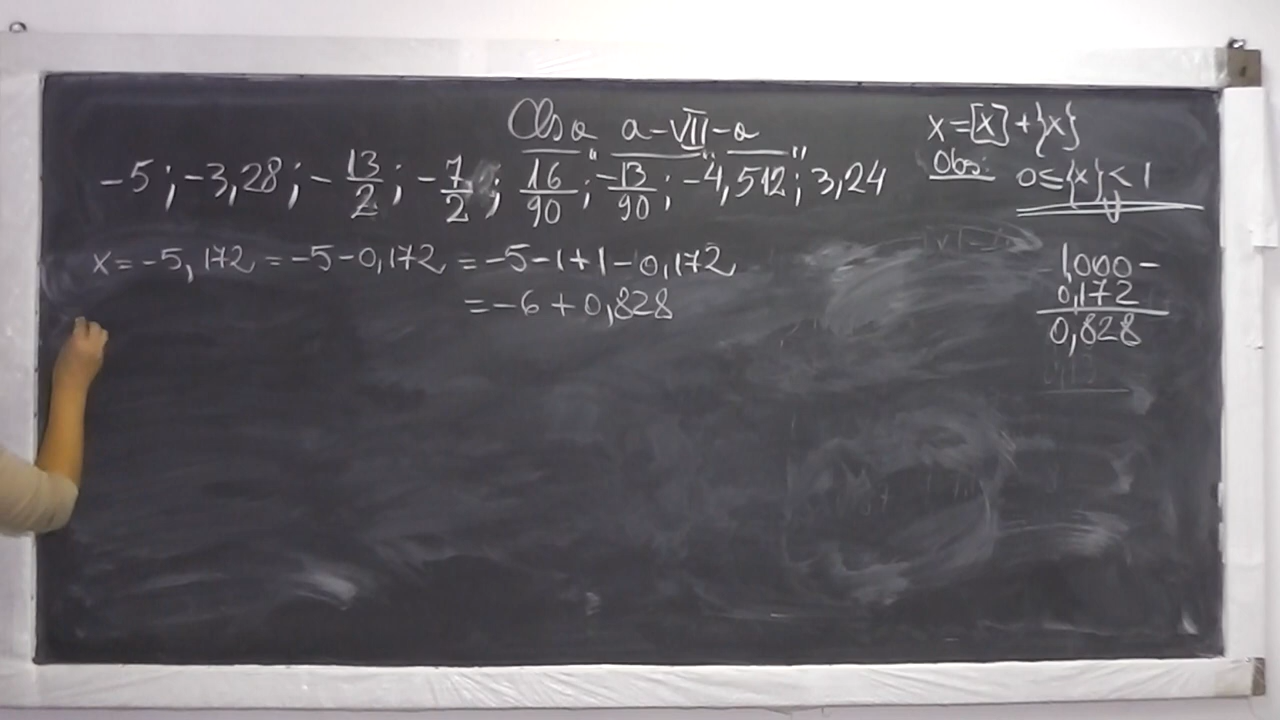 Clsa a-VII-a
x=[x]+{x}
Obs: 0≤{x}<1
-5; -3,28; -13/2; -7/2; 16/90; -13/90; -4,512; 3,24
x=-5,172=-5-0,172=-5-1+1-0,172
=-6+0,828
1,000-
0,172
0,828